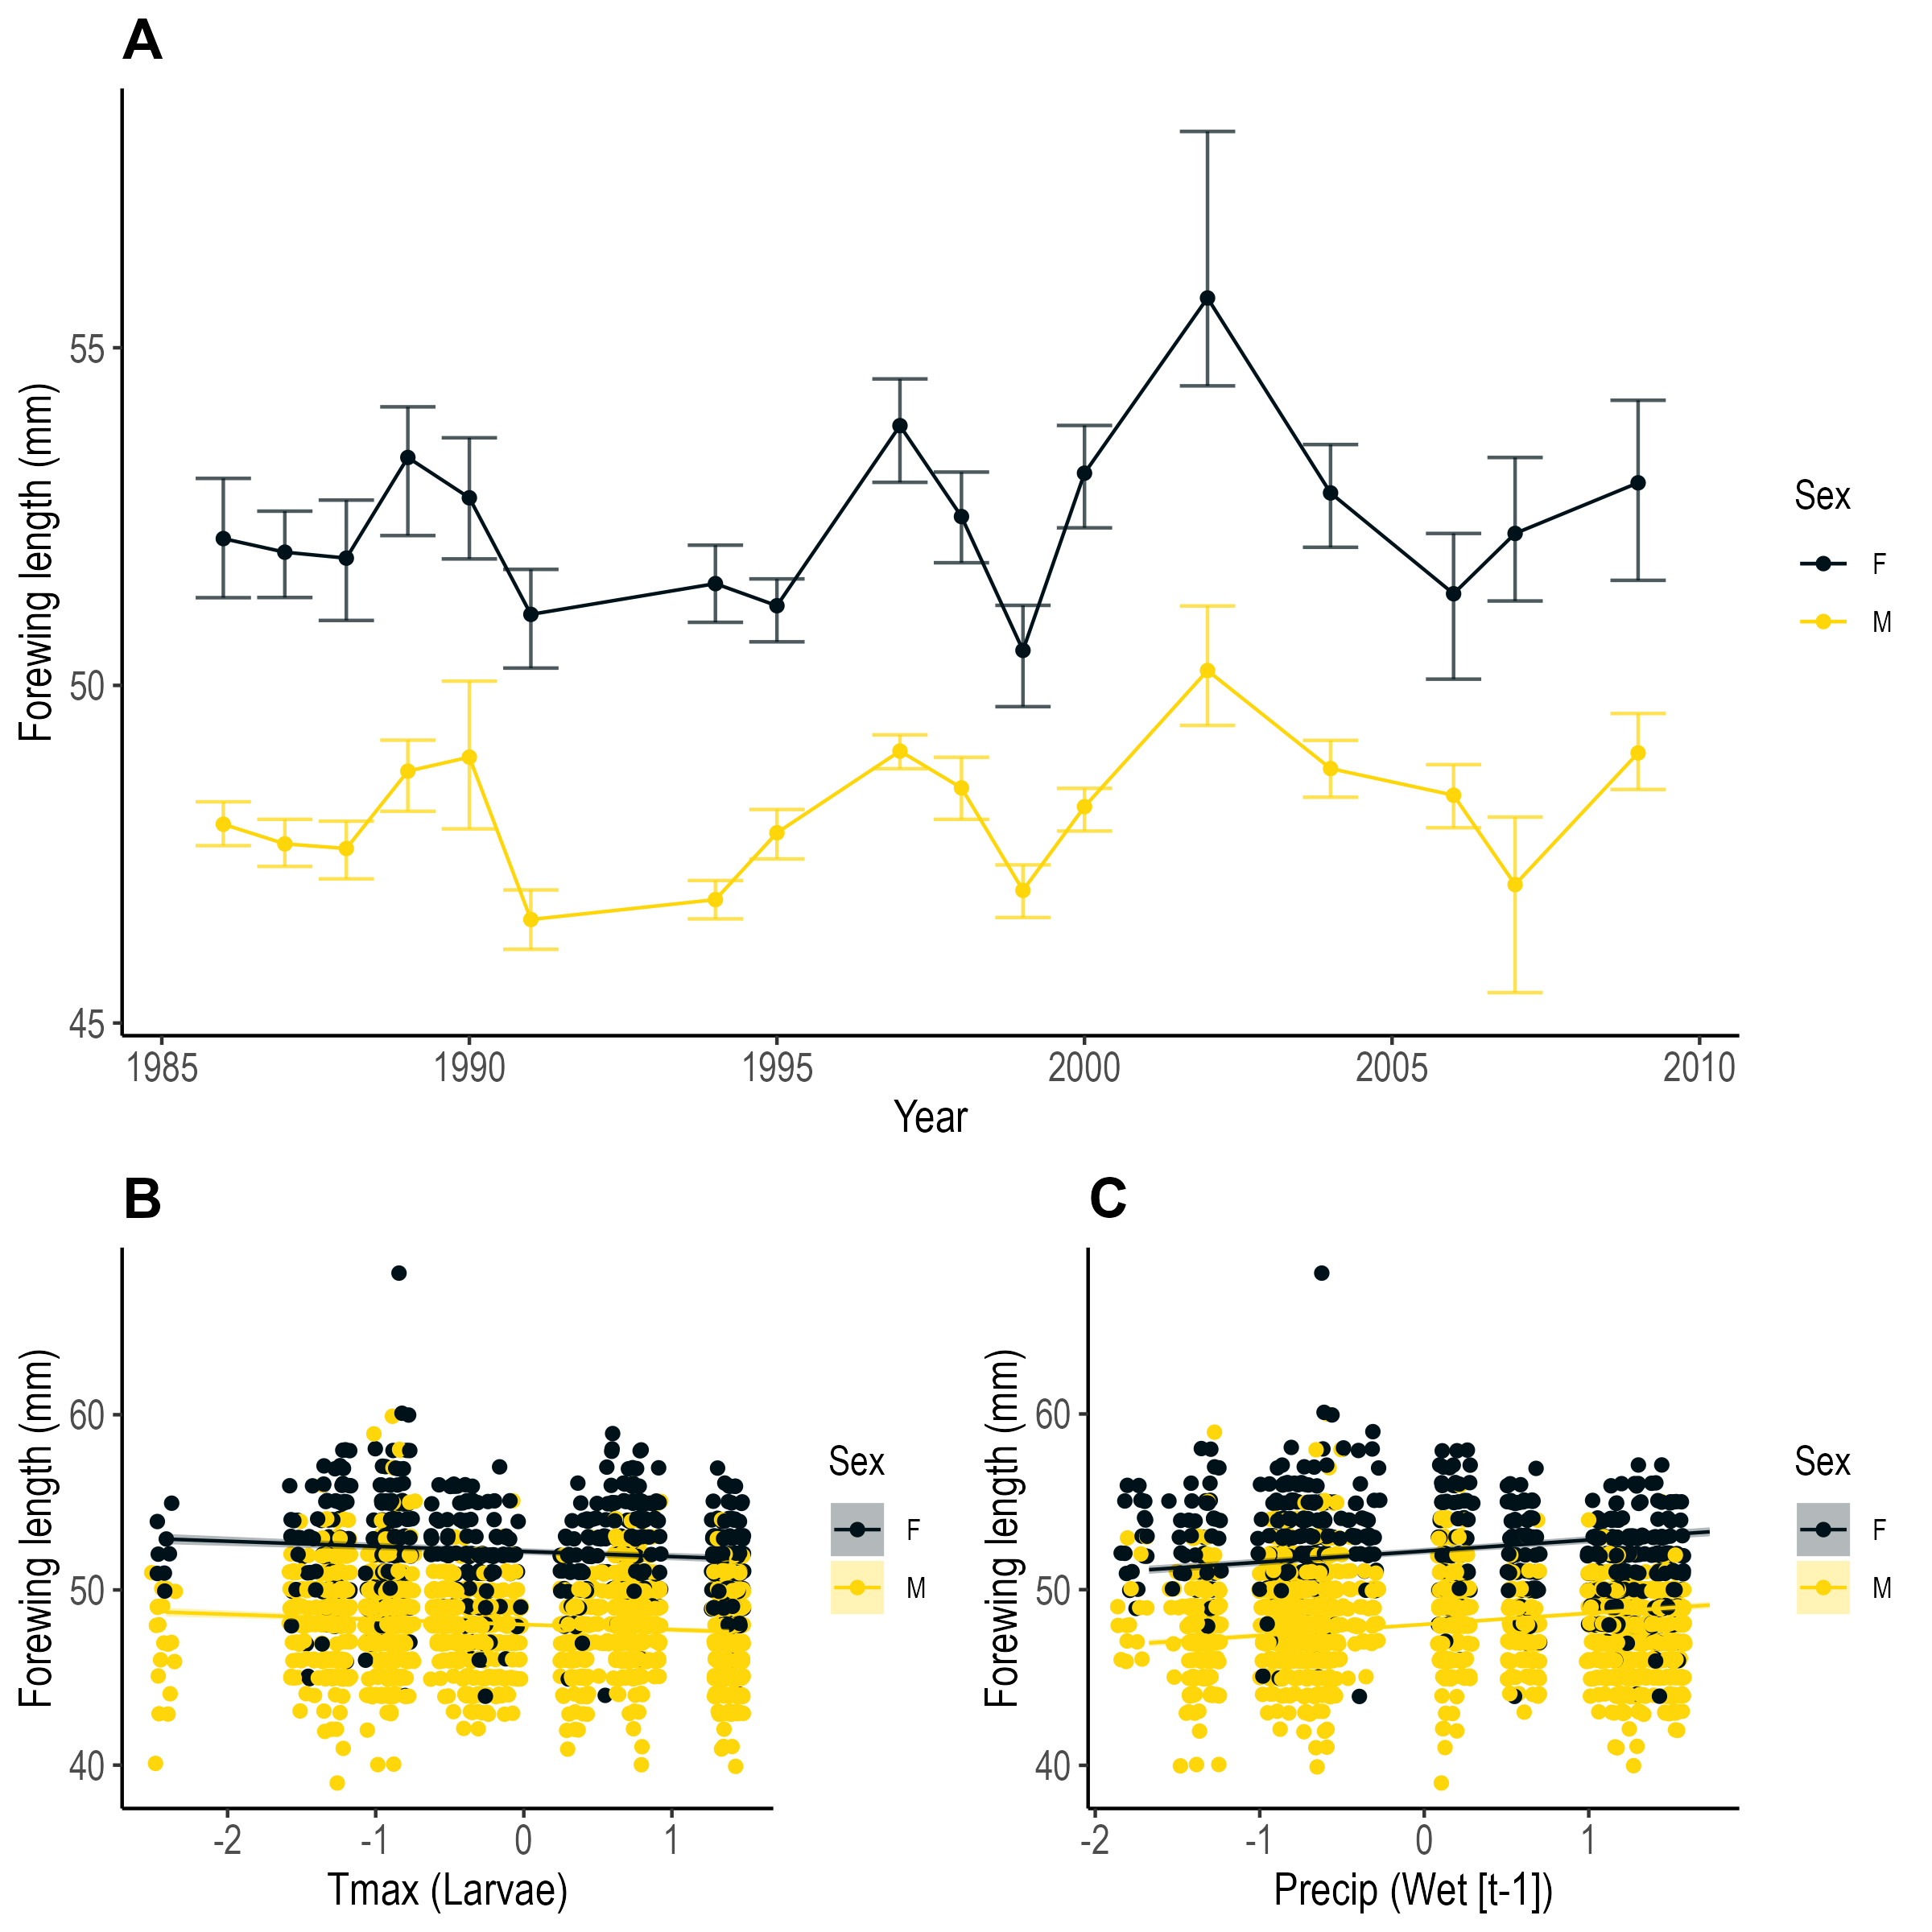 A
Forewing length (mm)
55
50
45
1985 1990 1995 2000 2005 2010
Year
Sex
F
M
B
Forewing length (mm)
60
50
40
-2 -1 0 1
Tmax (Larvae)
Sex
F
M
C
Forewing length (mm)
60
50
40
-2 -1 0 1
Precip (Wet [t-1])
Sex
F
M